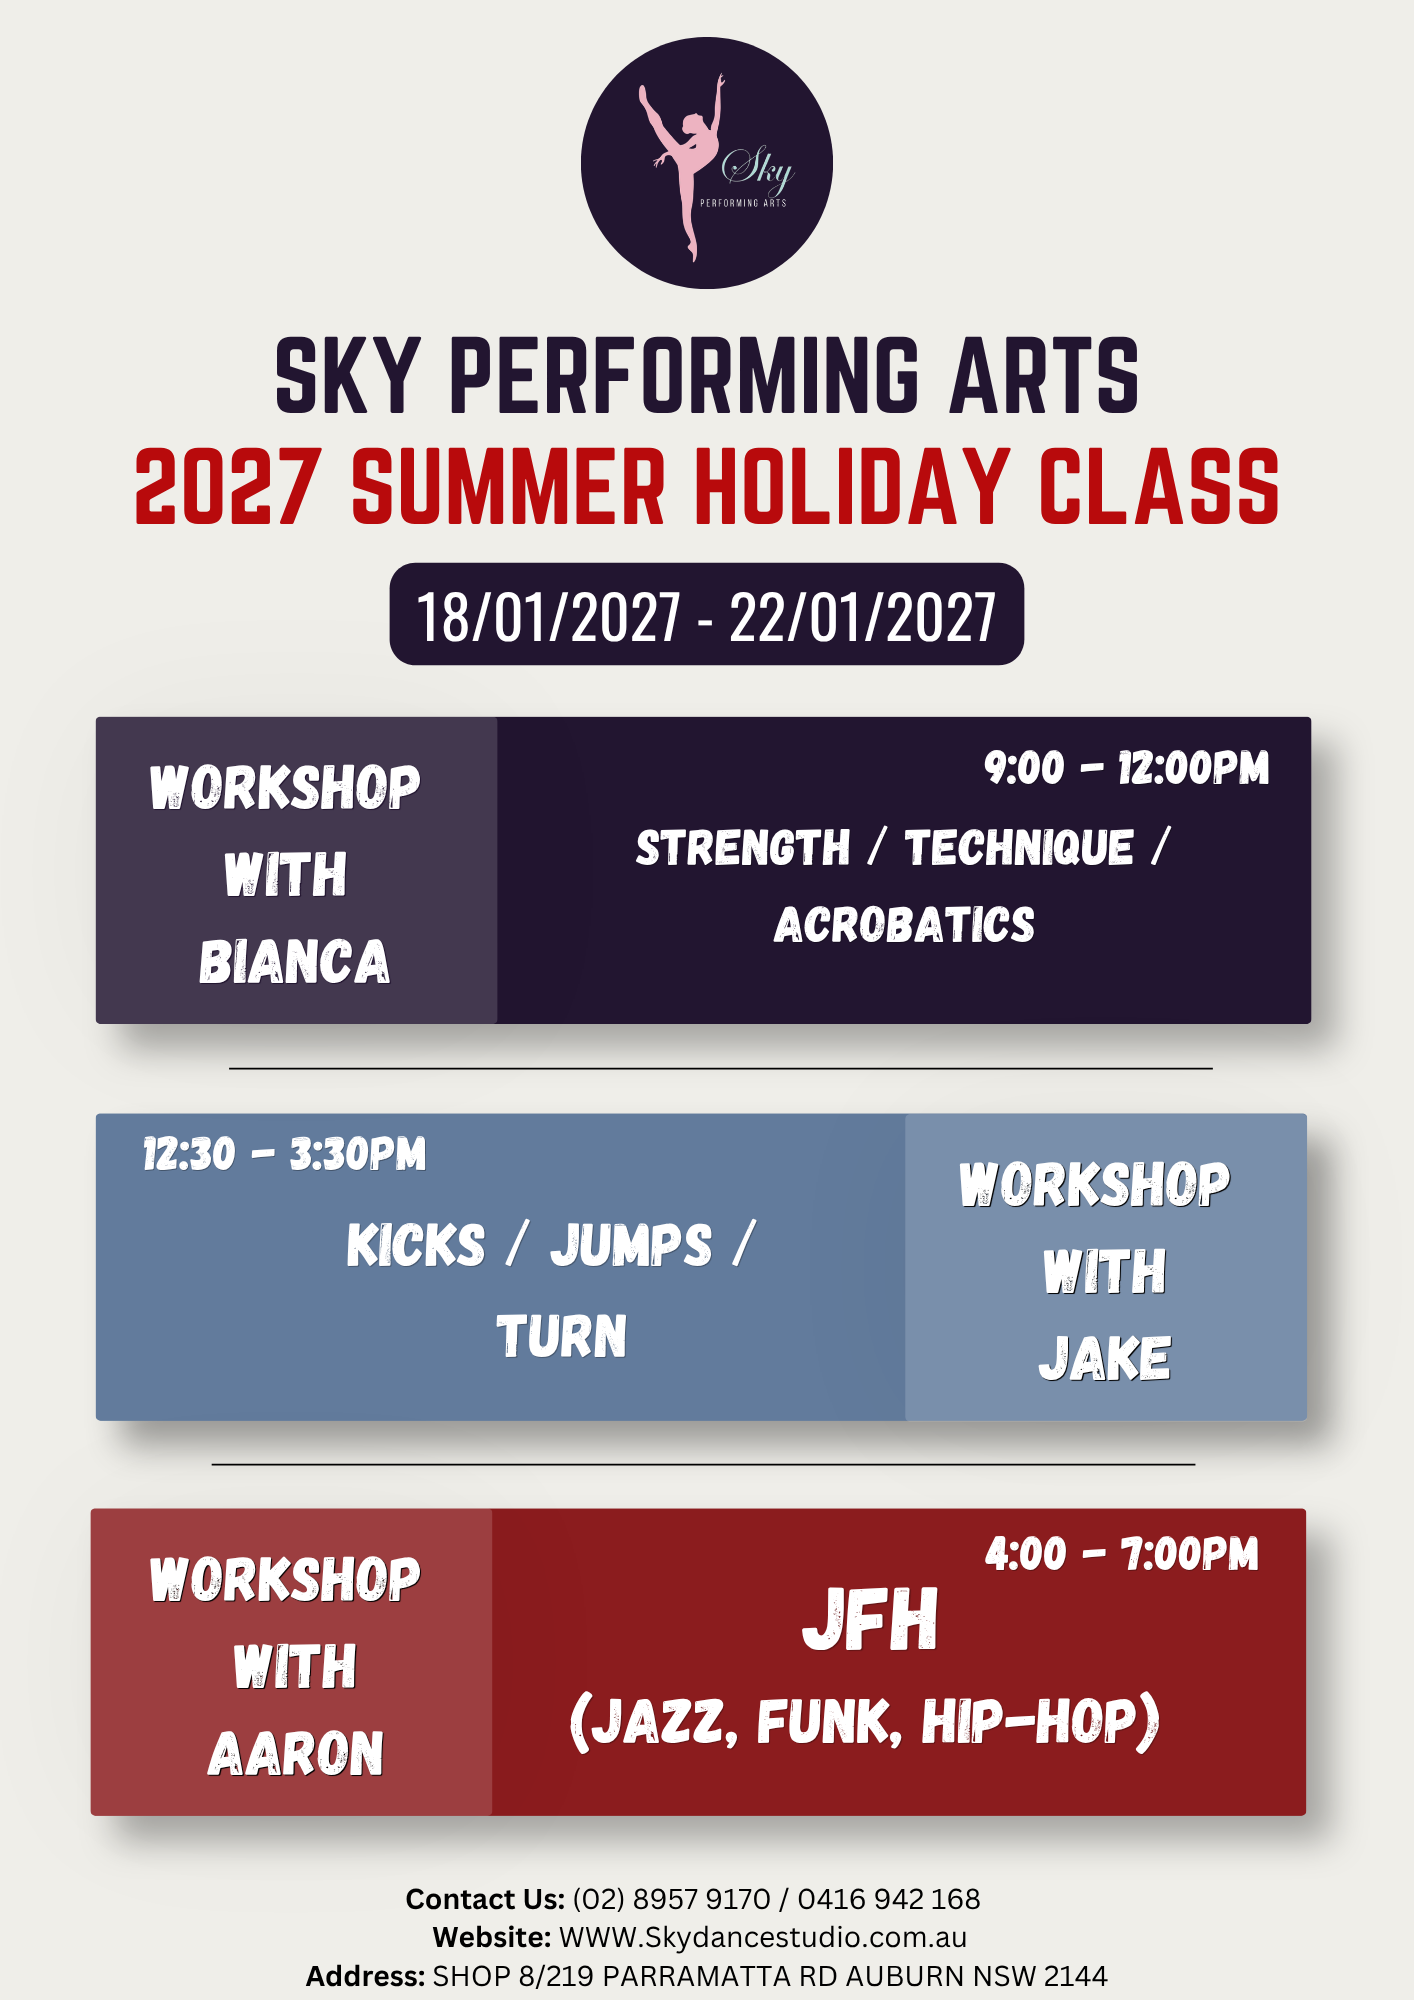 Sky
PERFORMING ARTS
SKY PERFORMING ARTS
2027 SUMMER HOLIDAY CLASS
18/01/2027 - 22/01/2027
WORKSHOP
WITH
BIANCA
9:00 - 12:00PM
STRENGTH / TECHNIQUE /
ACROBATICS
12:30 - 3:30PM
KICKS / JUMPS /
TURN
WORKSHOP
WITH
JAKE
WORKSHOP
WITH
AARON
4:00 - 7:00PM
JFH
(JAZZ, FUNK, HIP-HOP)
Contact Us: (02) 8957 9170 / 0416 942 168
Website: WWW.Skydancestudio.com.au
Address: SHOP 8/219 PARRAMATTA RD AUBURN NSW 2144